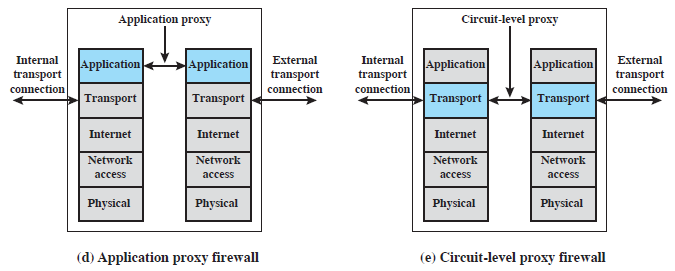 Application proxy
Internal
transport
connection
Application
Transport
Internet
Network
access
Physical
Application
Transport
Internet
Network
access
Physical
External
transport
connection
(d) Application proxy firewall
Circuit-level proxy
Internal
transport
connection
Application
Transport
Internet
Network
access
Physical
Application
Transport
Internet
Network
access
Physical
External
transport
connection
(e) Circuit-level proxy firewall